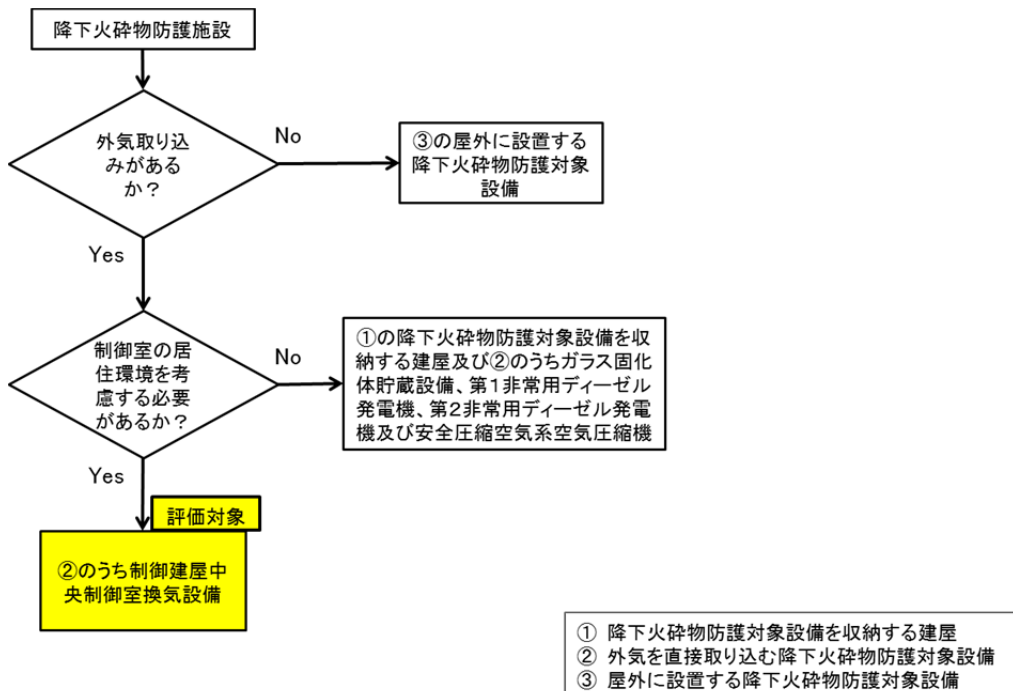 降下火砕物防護施設
外気取り込
みがある
か？
No
③の屋外に設置する
降下火砕物防護対象
設備
Yes
制御室の居
住環境を考
慮する必要
があるか？
No
①の降下火砕物防護対象設備を収
納する建屋及び②のうちガラス固化
体貯蔵設備、第１非常用ディーゼル
発電機、第２非常用ディーゼル発電
機及び安全圧縮空気系空気圧縮機
Yes
評価対象
②のうち制御建屋中
央制御室換気設備
① 降下火砕物防護対象設備を収納する建屋
② 外気を直接取り込む降下火砕物防護対象設備
③ 屋外に設置する降下火砕物防護対象設備